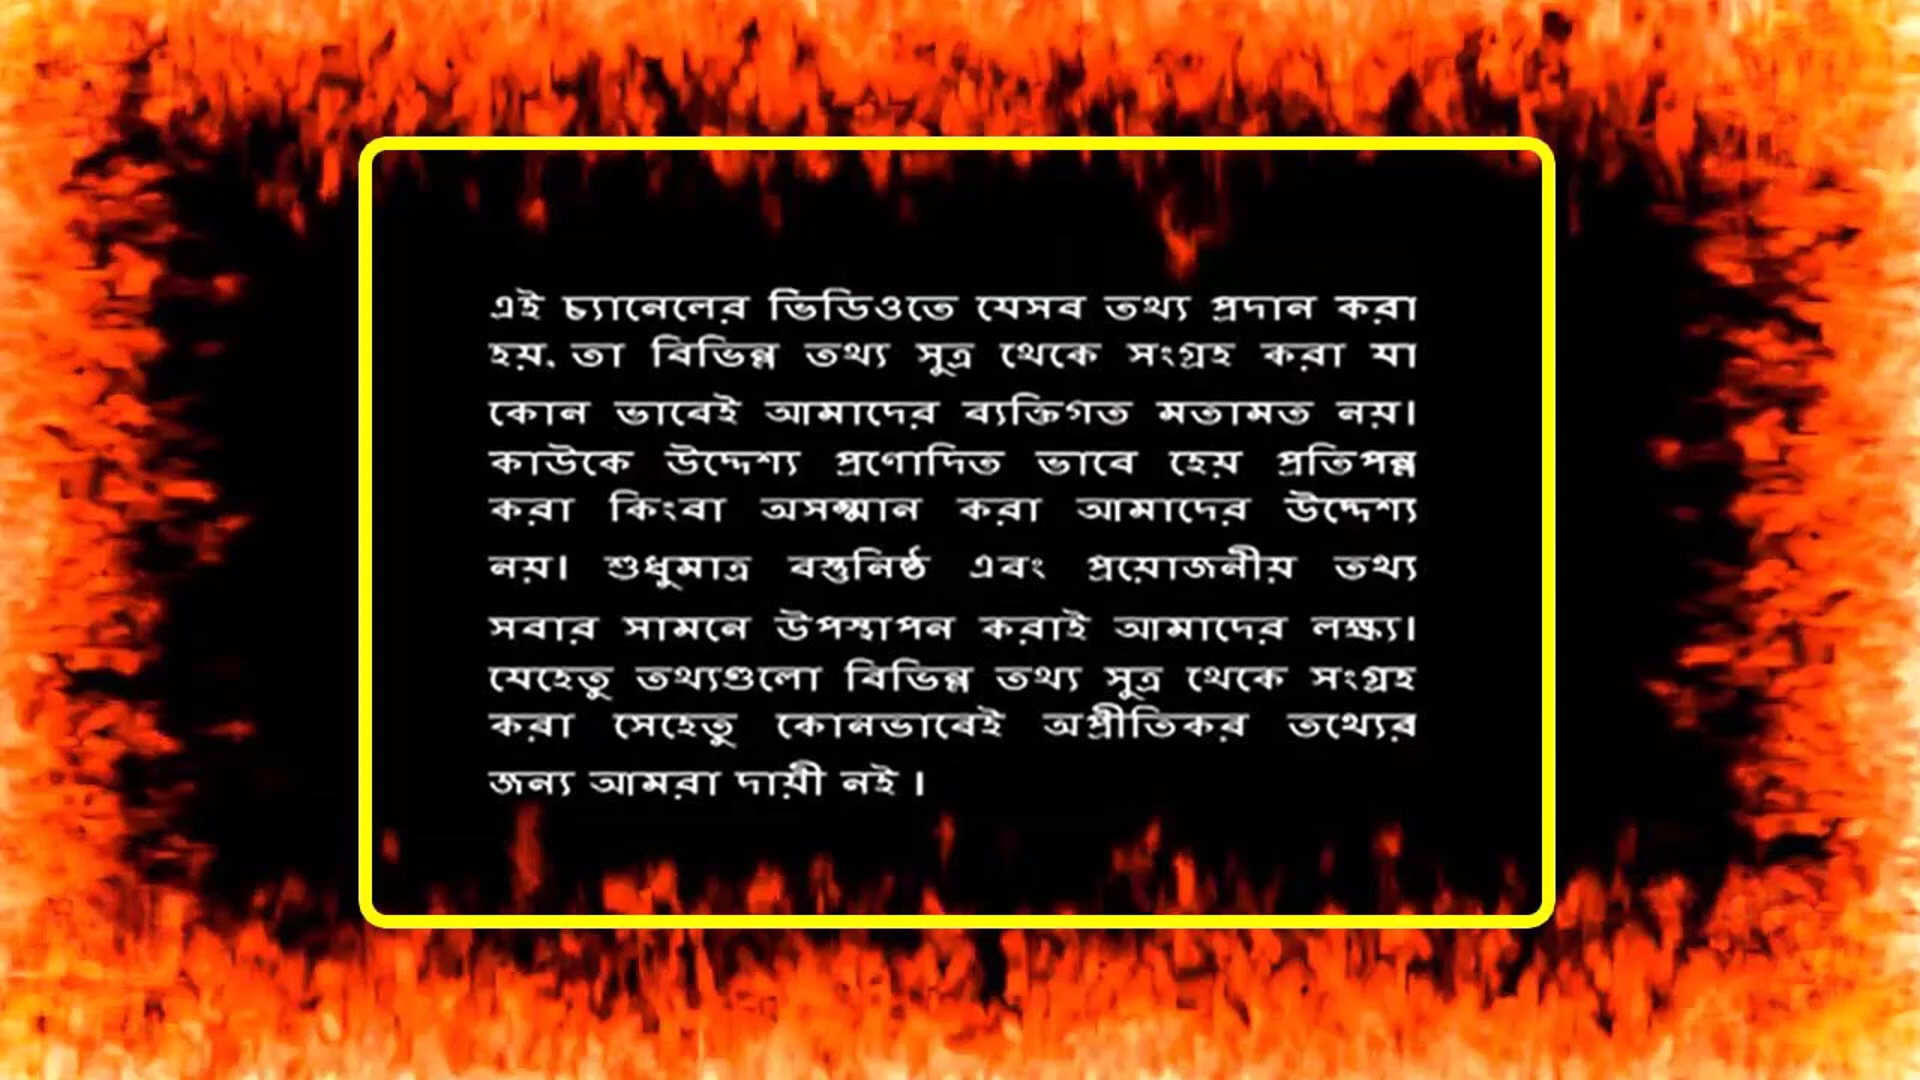 এই চ্যানেলের ভিডিওতে যেসব তথ্য প্রদান করা
হয়, তা বিভিন্ন তথ্য সুত্র থেকে সংগ্রহ করা যা
কোন ভাবেই আমাদের ব্যক্তিগত মতামত নয়।
কাউকে উদ্দেশ্য প্রণোদিত ভাবে হেয় প্রতিপন্ন
করা কিংবা অসম্মান করা আমাদের উদ্দেশ্য
নয়। শুধুমাত্র বস্তুনিষ্ঠ এবং প্রয়োজনীয় তথ্য
সবার সামনে উপস্থাপন করাই আমাদের লক্ষ্য।
যেহেতু তথ্যগুলো বিভিন্ন তথ্য সুত্র থেকে সংগ্রহ
করা সেহেতু কোনভাবেই অপ্রীতিকর তথ্যের
জন্য আমরা দায়ী নই ।